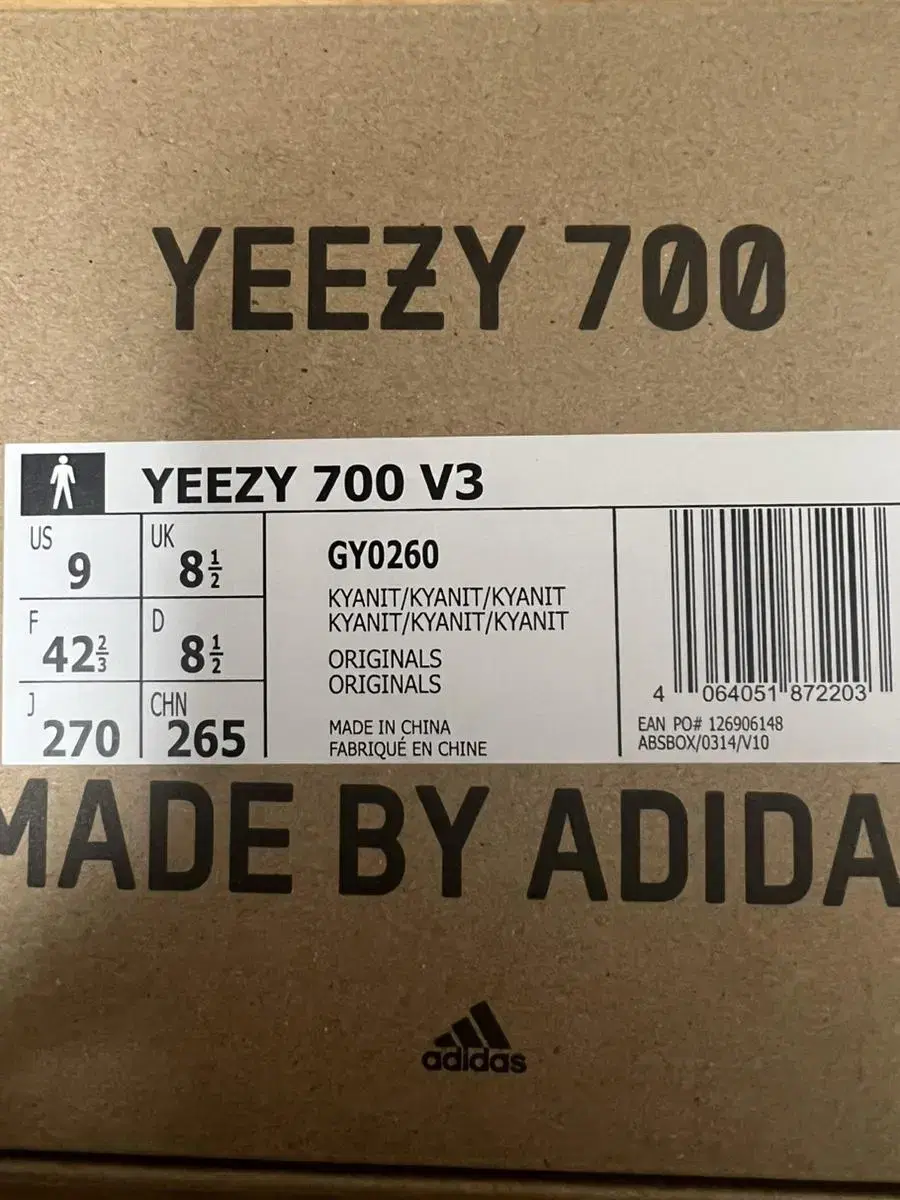 YEEZY 700
YEEZY 700 V3
US
9
UK
8 1/2
F
42 2/3
D
8 1/2
J
270
CHN
265
GY0260
KYANIT/KYANIT/KYANIT
KYANIT/KYANIT/KYANIT
ORIGINALS
ORIGINALS
MADE IN CHINA
FABRIQUÉ EN CHINE
4 064051 872203
EAN PO# 126906148
ABSBOX/0314/V10
MADE BY ADIDA
adidas